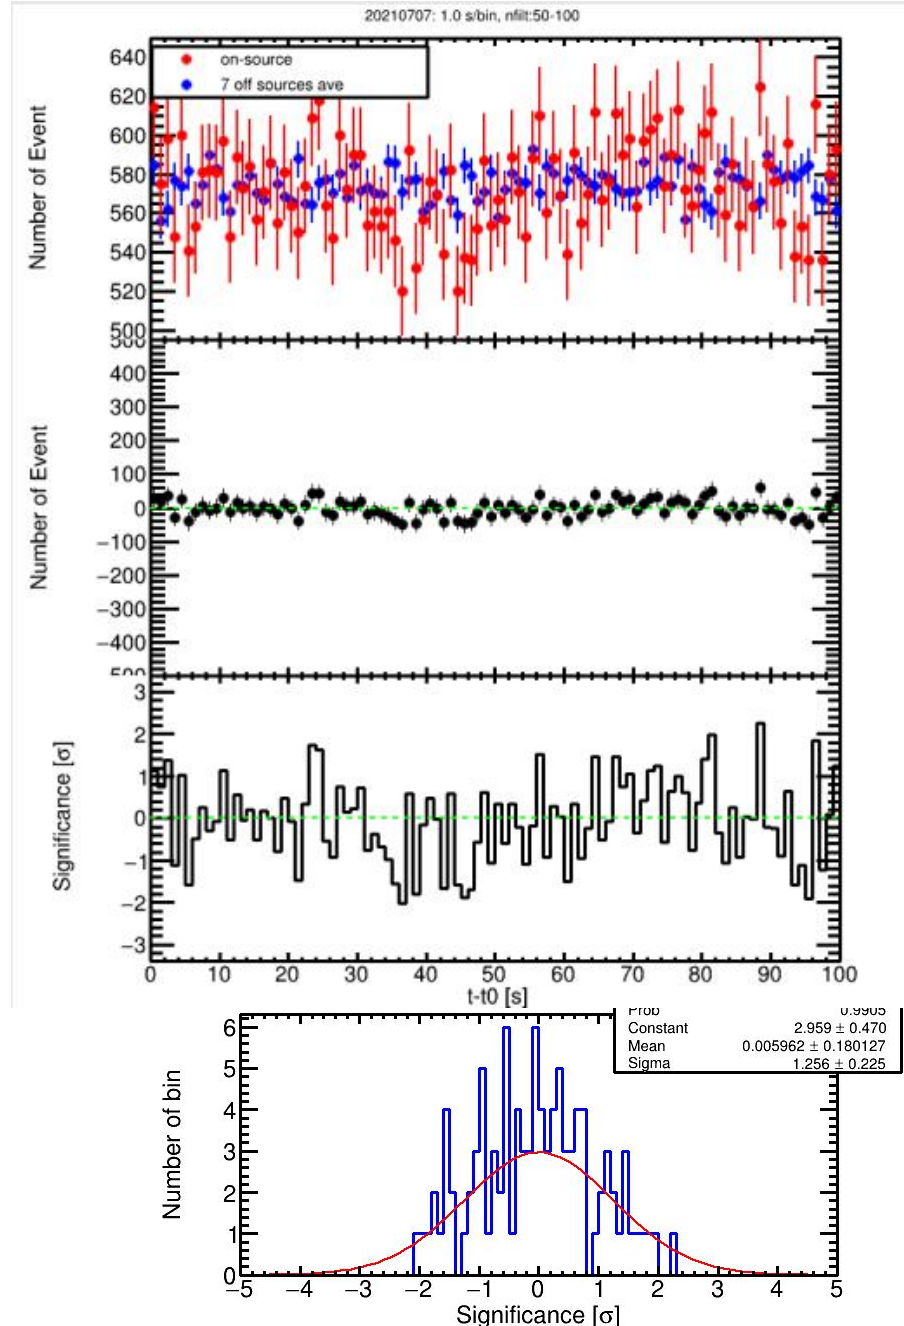 20210707: 1.0 s/bin, nfilt:50-100
on-source
7 off sources ave
Number of Event
640
620
600
580
560
540
520
500
Number of Event
500
400
300
200
100
0
−100
−200
−300
−400
−500
Significance [σ]
3
2
1
0
−1
−2
−3
0 10 20 30 40 50 60 70 80 90 100
t-t0 [s]
Prob 0.9905
Constant 2.959 ± 0.470
Mean 0.005962 ± 0.180127
Sigma 1.256 ± 0.225
Number of bin
6
5
4
3
2
1
0
−5 −4 −3 −2 −1 0 1 2 3 4 5
Significance [σ]